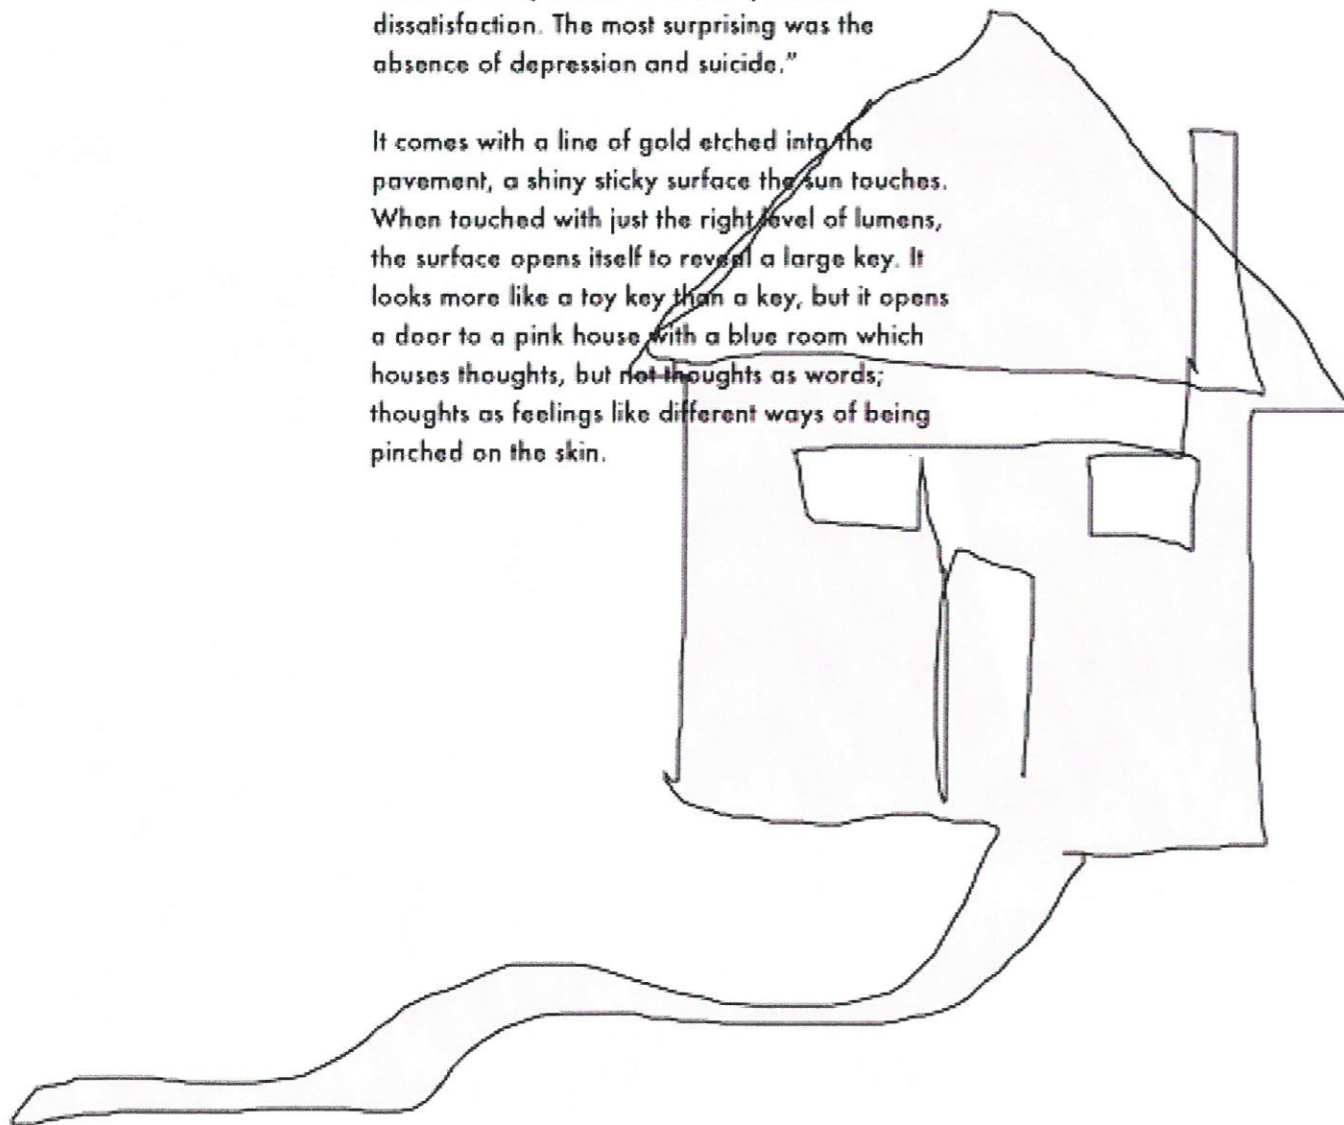 dissatisfaction. The most surprising was the
absence of depression and suicide.”
It comes with a line of gold etched into the
pavement, a shiny sticky surface the sun touches.
When touched with just the right level of lumens,
the surface opens itself to reveal a large key. It
looks more like a toy key than a key, but it opens
a door to a pink house with a blue room which
houses thoughts, but not thoughts as words;
thoughts as feelings like different ways of being
pinched on the skin.